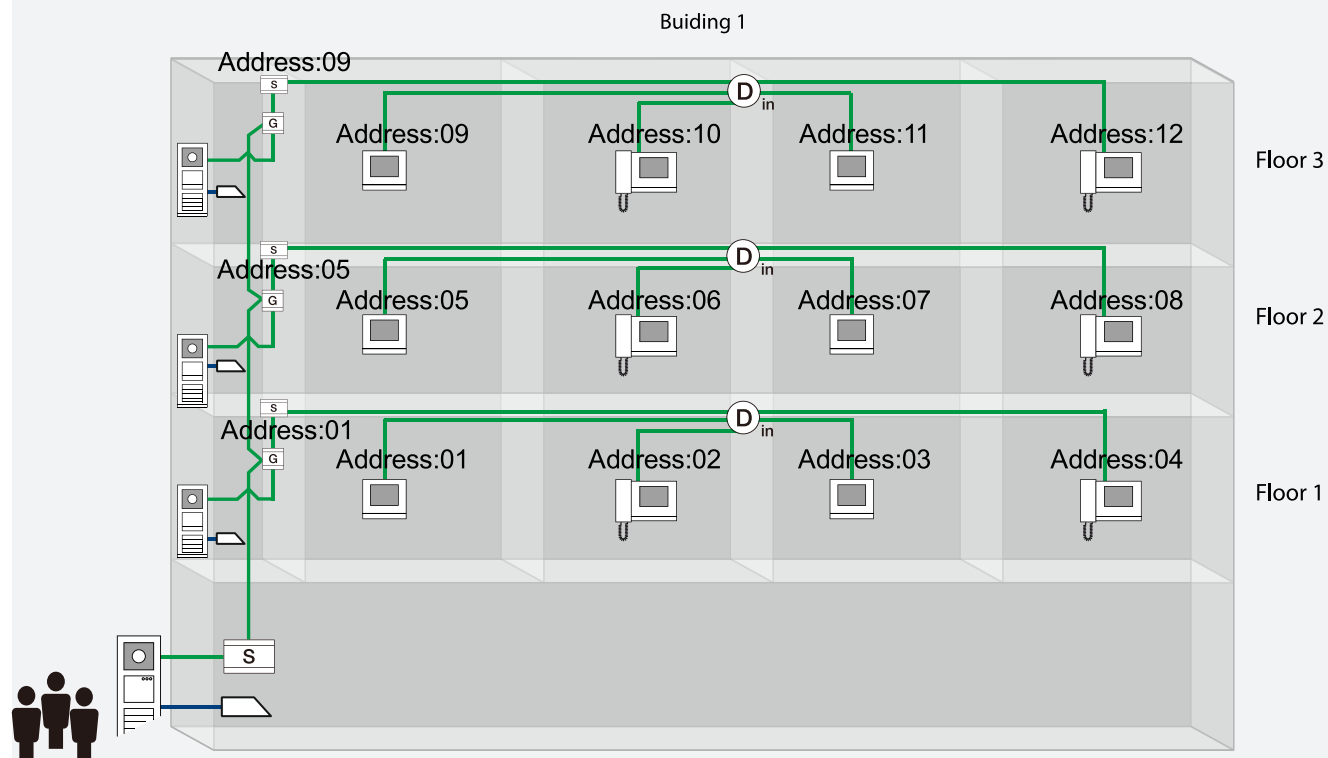 Buiding 1
Address:09
S
D
in
G
Address:09
Address:10
Address:11
Address:12
Floor 3
S
D
in
Address:05
G
Address:05
Address:06
Address:07
Address:08
Floor 2
S
D
in
Address:01
G
Address:01
Address:02
Address:03
Address:04
Floor 1
S